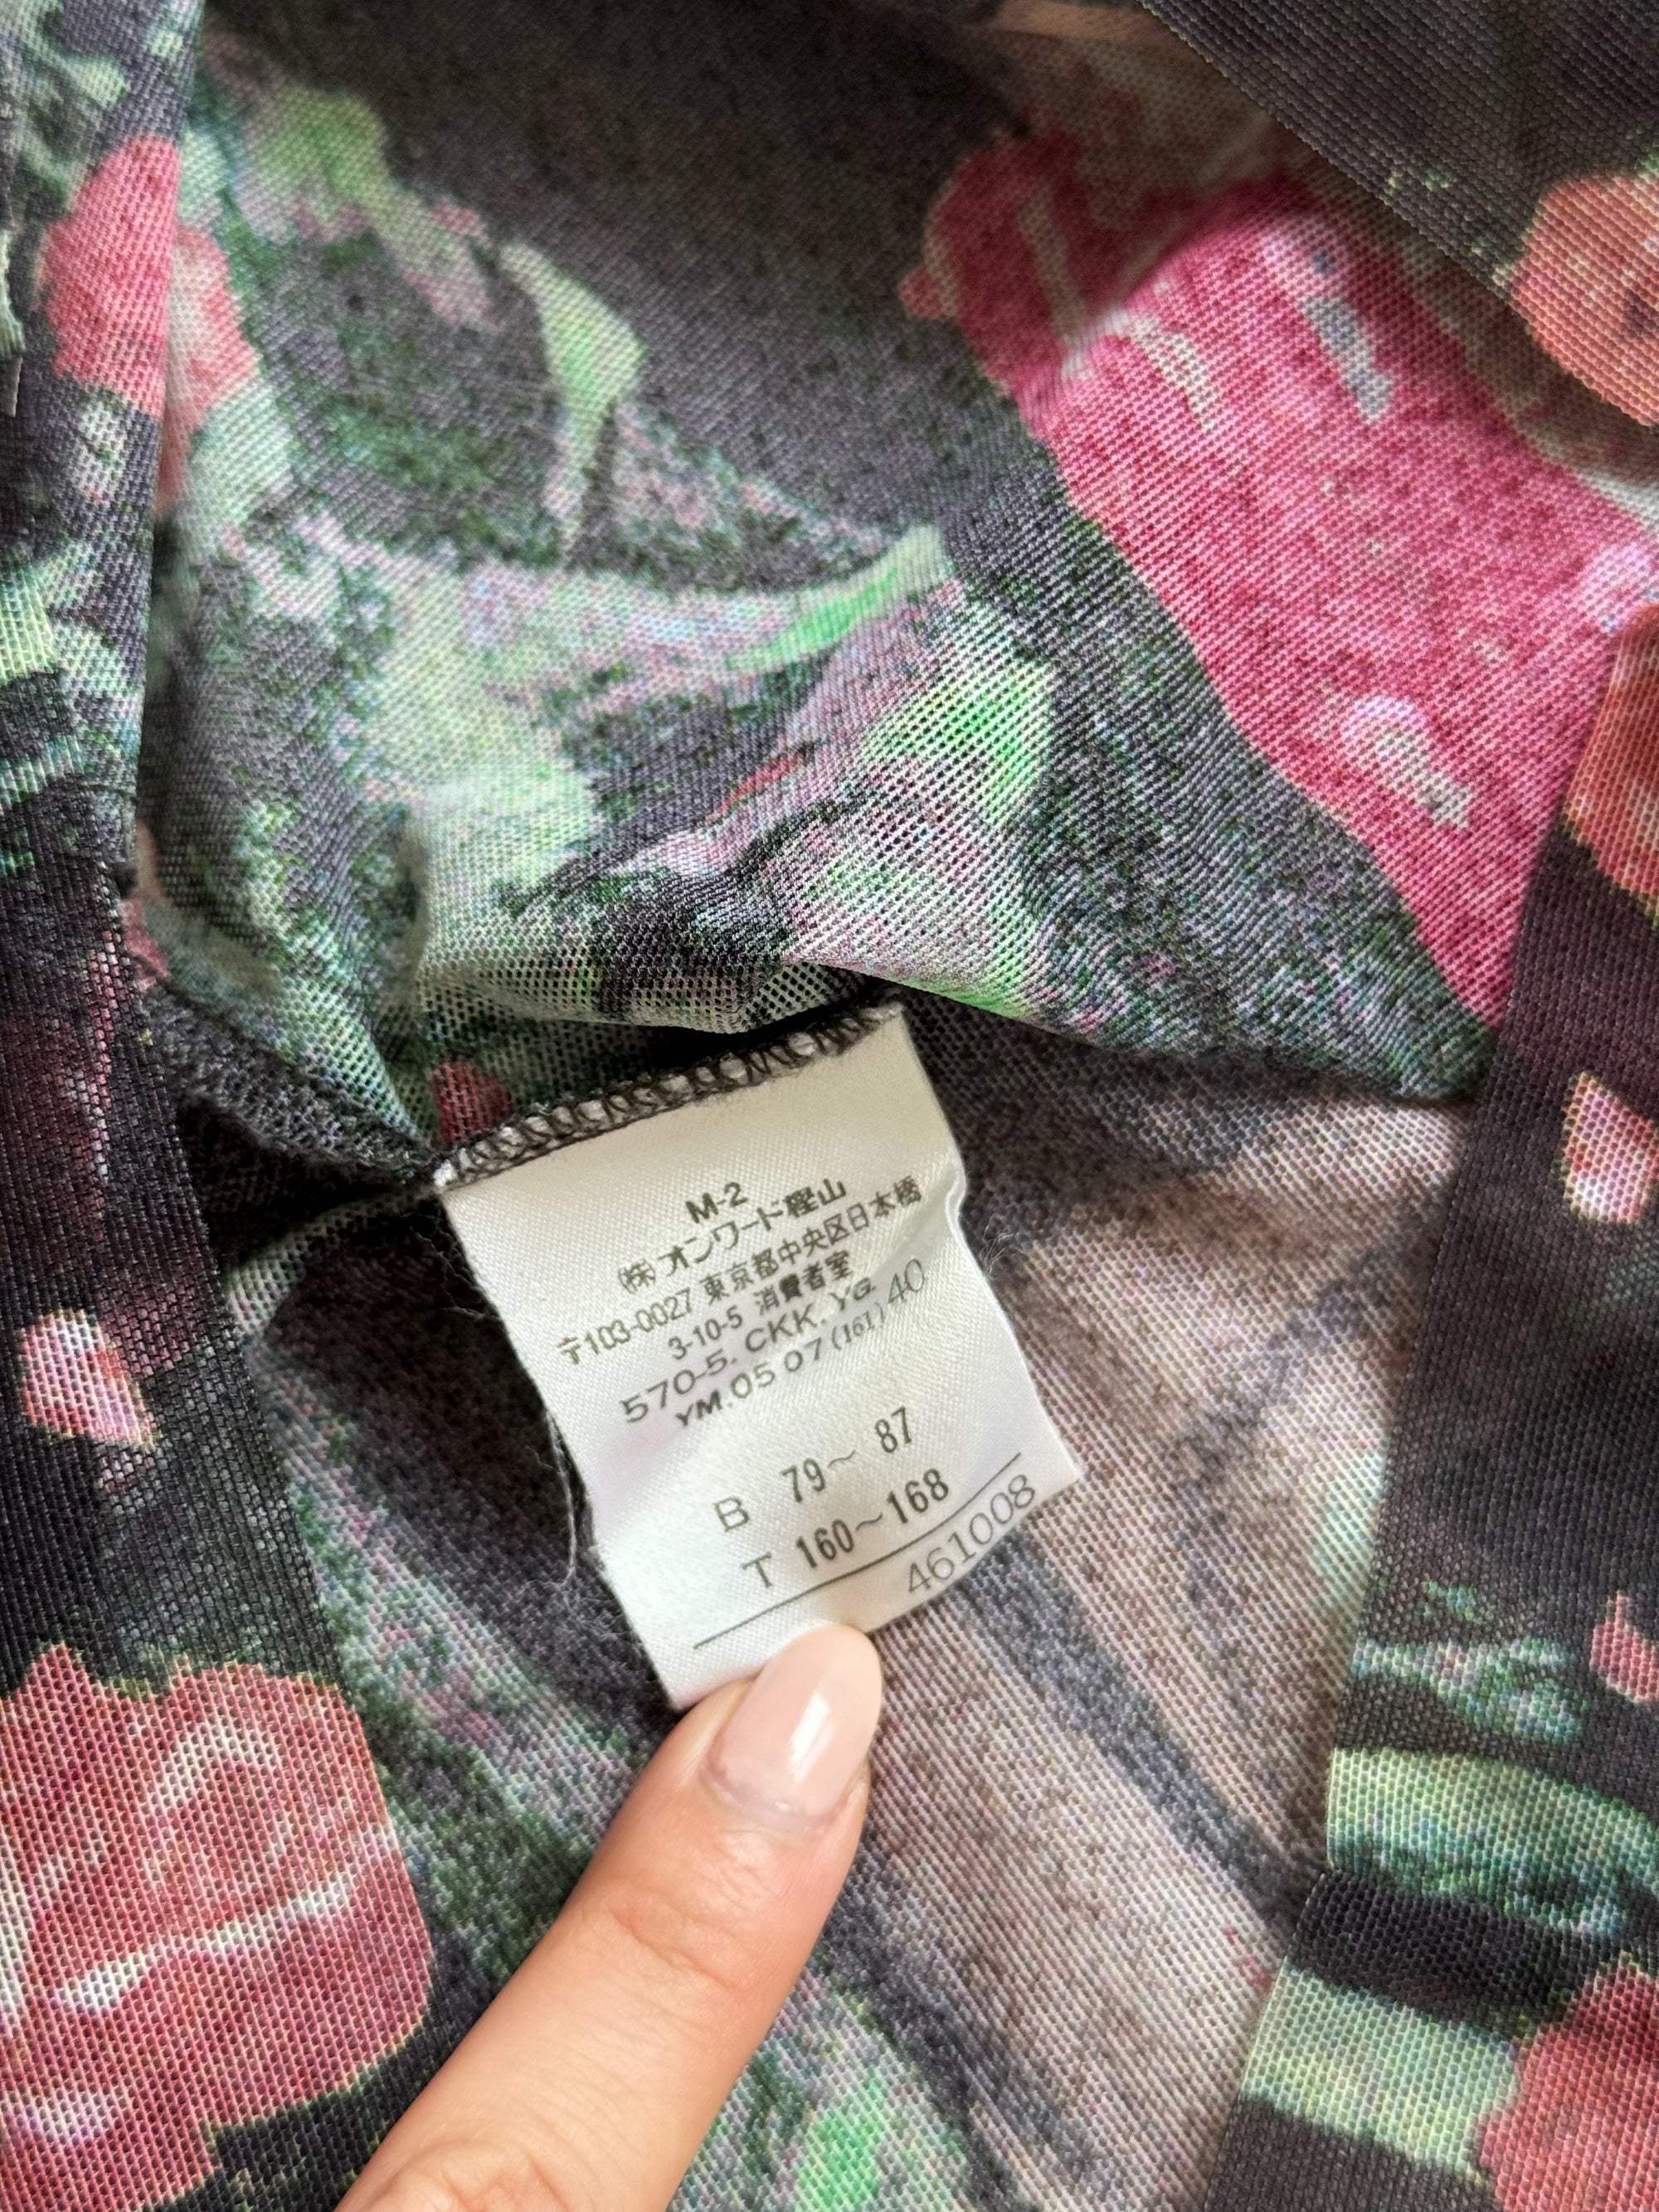 M-2
㈱オンワード樫山
〒103-0027 東京都中央区日本橋
3-10-5 消費者室
570-5. CKK. YG. 40
YM. 05 07 (161)
B 79～ 87
T 160～168
461008